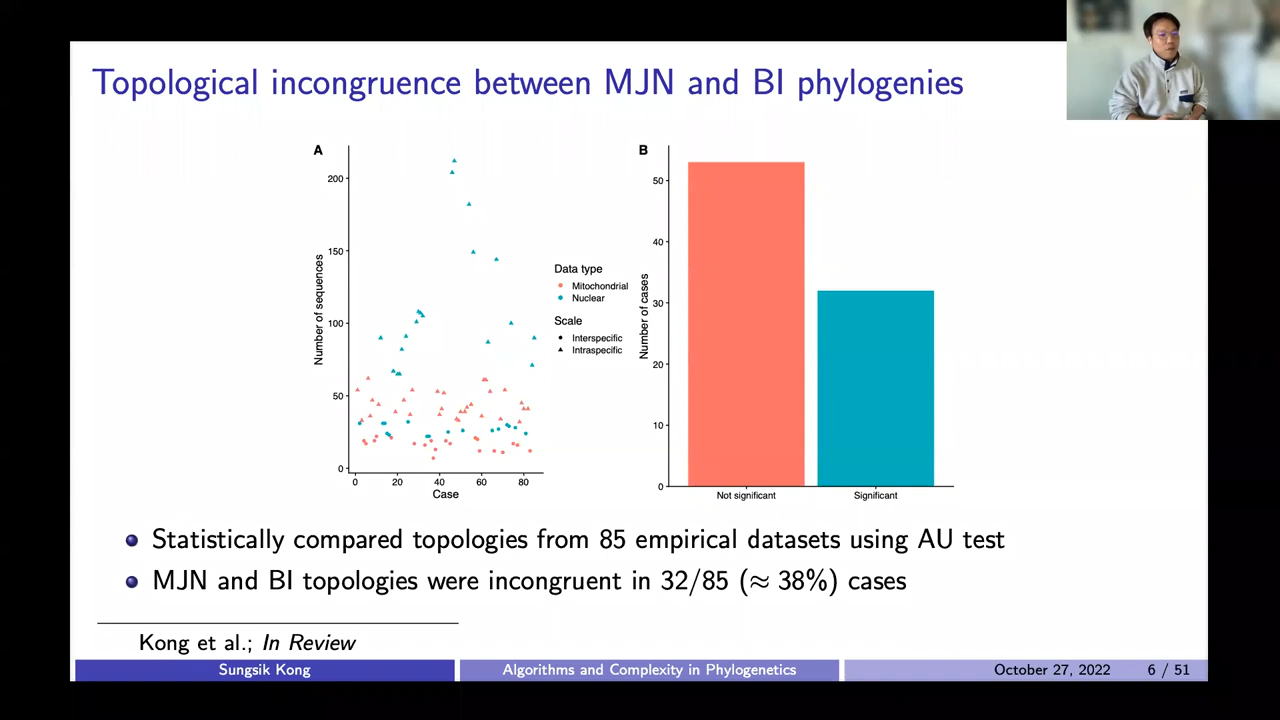 Topological incongruence between MJN and BI phylogenies
A
200
150
100
50
0
Number of sequences
0 20 40 60 80
Case
Data type
Mitochondrial
Nuclear
Scale
Interspecific
Intraspecific
B
50
40
30
20
10
0
Number of cases
Not significant Significant
Statistically compared topologies from 85 empirical datasets using AU test
MJN and BI topologies were incongruent in 32/85 (≈ 38%) cases
Kong et al.; In Review
Sungsik Kong Algorithms and Complexity in Phylogenetics October 27, 2022 6 / 51